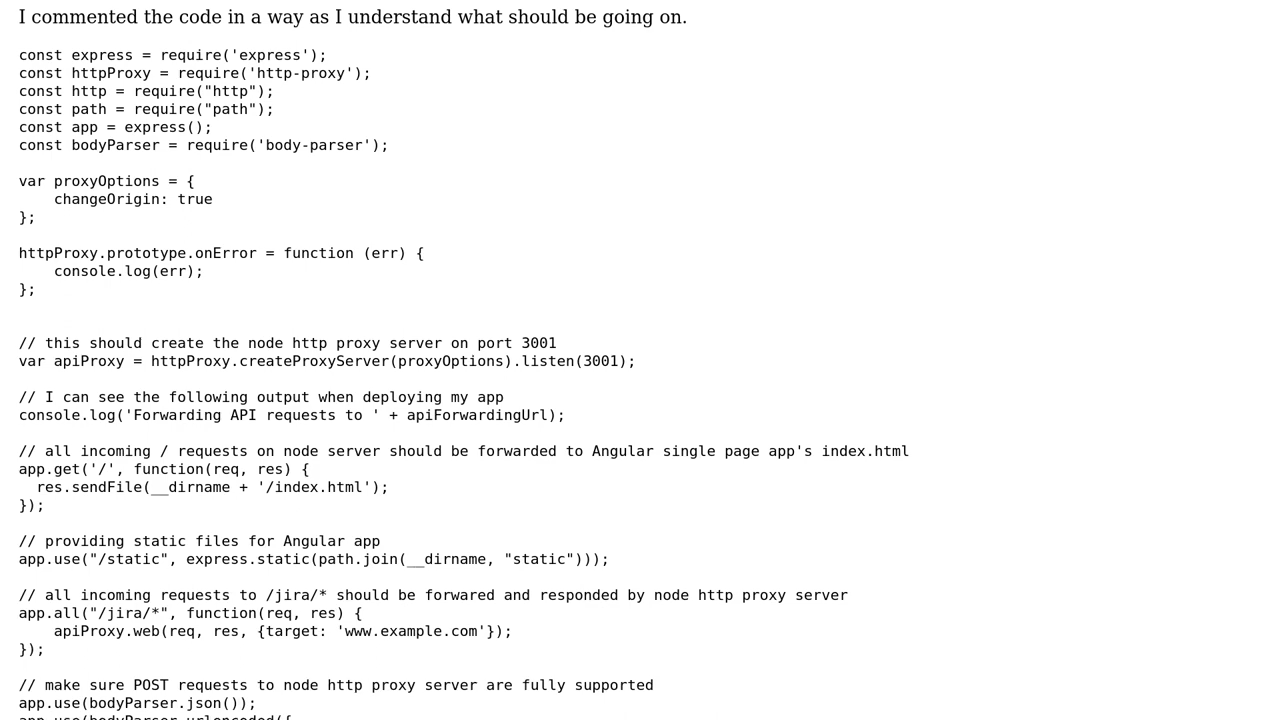 I commented the code in a way as I understand what should be going on.
const express = require('express');
const httpProxy = require('http-proxy');
const http = require("http");
const path = require("path");
const app = express();
const bodyParser = require('body-parser');
var proxyOptions = {
    changeOrigin: true
};
httpProxy.prototype.onError = function (err) {
    console.log(err);
};
// this should create the node http proxy server on port 3001
var apiProxy = httpProxy.createProxyServer(proxyOptions).listen(3001);
// I can see the following output when deploying my app
console.log('Forwarding API requests to ' + apiForwardingUrl);
// all incoming / requests on node server should be forwarded to Angular single page app's index.html
app.get('/', function(req, res) {
  res.sendFile(__dirname + '/index.html');
});
// providing static files for Angular app
app.use("/static", express.static(path.join(__dirname, "static")));
// all incoming requests to /jira/* should be forwared and responded by node http proxy server
app.all("/jira/*", function(req, res) {
    apiProxy.web(req, res, {target: 'www.example.com'});
});
// make sure POST requests to node http proxy server are fully supported
app.use(bodyParser.json());
app.use(bodyParser.urlencoded({